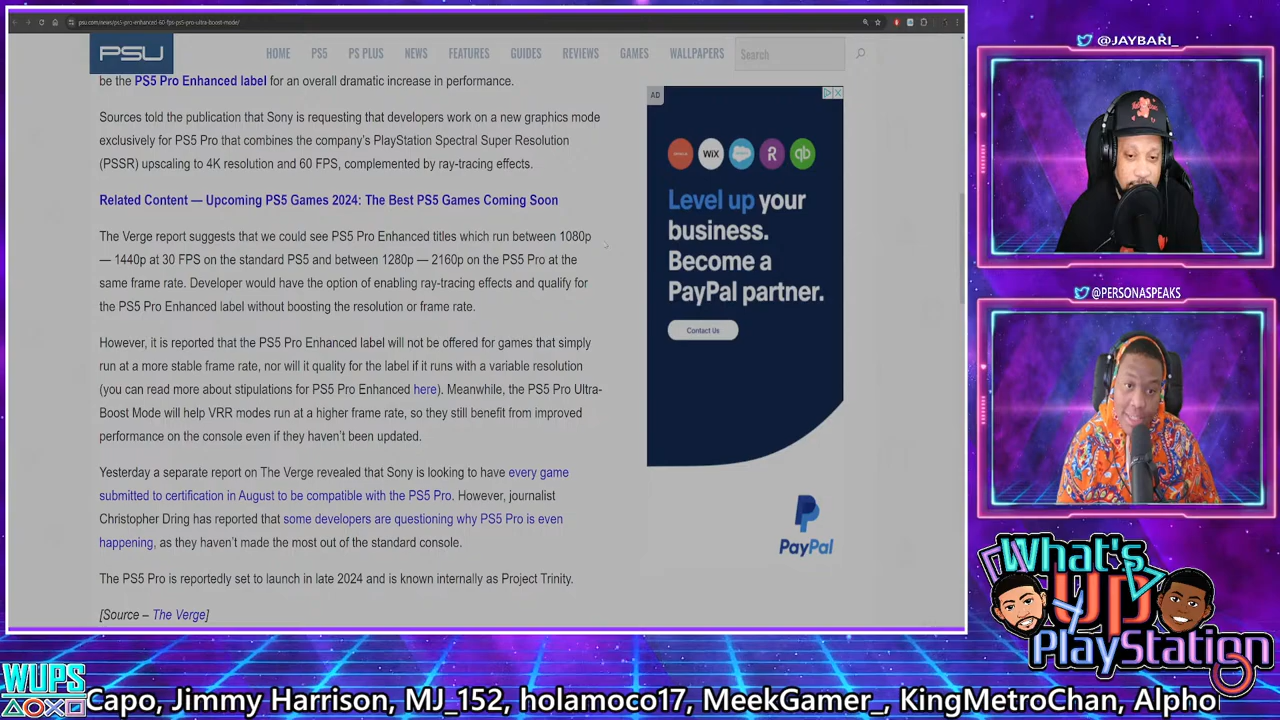 psu.com/news/ps5-pro-enhanced-60-fps-ps5-pro-ultra-boost-mode/
PSU
HOME PS5 PS PLUS NEWS FEATURES GUIDES REVIEWS GAMES WALLPAPERS Search
be the PS5 Pro Enhanced label for an overall dramatic increase in performance.
Sources told the publication that Sony is requesting that developers work on a new graphics mode
exclusively for PS5 Pro that combines the company's PlayStation Spectral Super Resolution
(PSSR) upscaling to 4K resolution and 60 FPS, complemented by ray-tracing effects.
Related Content — Upcoming PS5 Games 2024: The Best PS5 Games Coming Soon
The Verge report suggests that we could see PS5 Pro Enhanced titles which run between 1080p
— 1440p at 30 FPS on the standard PS5 and between 1280p — 2160p on the PS5 Pro at the
same frame rate. Developer would have the option of enabling ray-tracing effects and qualify for
the PS5 Pro Enhanced label without boosting the resolution or frame rate.
However, it is reported that the PS5 Pro Enhanced label will not be offered for games that simply
run at a more stable frame rate, nor will it quality for the label if it runs with a variable resolution
(you can read more about stipulations for PS5 Pro Enhanced here). Meanwhile, the PS5 Pro Ultra-
Boost Mode will help VRR modes run at a higher frame rate, so they still benefit from improved
performance on the console even if they haven't been updated.
Yesterday a separate report on The Verge revealed that Sony is looking to have every game
submitted to certification in August to be compatible with the PS5 Pro. However, journalist
Christopher Dring has reported that some developers are questioning why PS5 Pro is even
happening, as they haven't made the most out of the standard console.
The PS5 Pro is reportedly set to launch in late 2024 and is known internally as Project Trinity.
[Source – The Verge]
AD
WIX
R
qb
Level up your
business.
Become a
PayPal partner.
Contact Us
PayPal
@JAYBARI_
@PERSONASPEAKS
What's
Up
PlayStation
WUPS
Capo, Jimmy Harrison, MJ_152, holamoco17, MeekGamer_, KingMetroChan, Alpho